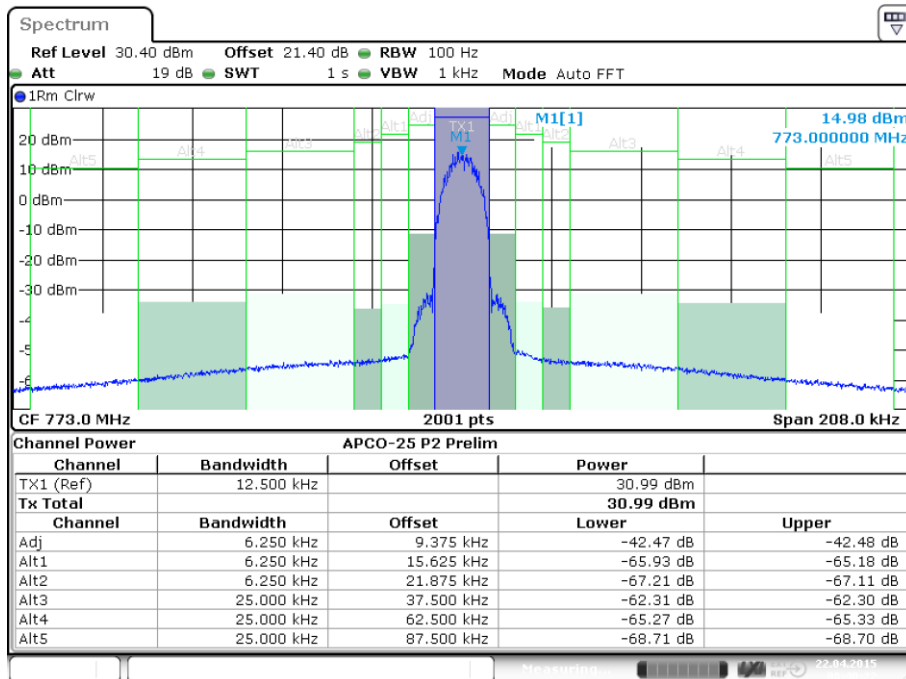 Spectrum
Ref Level 30.40 dBm Offset 21.40 dB RBW 100 Hz
Att 19 dB SWT 1 s VBW 1 kHz Mode Auto FFT
1Rm Clrw
Adj TX1 Adj M1[1] 14.98 dBm
20 dBm Alt5 Alt4 Alt3 Alt2 Alt1 M1 Alt1 Alt2 Alt3 Alt4 Alt5 773.000000 MHz
10 dBm
0 dBm
-10 dBm
-20 dBm
-30 dBm
CF 773.0 MHz 2001 pts Span 208.0 kHz
Channel Power APCO-25 P2 Prelim
Channel Bandwidth Offset Power
TX1 (Ref) 12.500 kHz 30.99 dBm
Tx Total 30.99 dBm
Channel Bandwidth Offset Lower Upper
Adj 6.250 kHz 9.375 kHz -42.47 dB -42.48 dB
Alt1 6.250 kHz 15.625 kHz -65.93 dB -65.18 dB
Alt2 6.250 kHz 21.875 kHz -67.21 dB -67.11 dB
Alt3 25.000 kHz 37.500 kHz -62.31 dB -62.30 dB
Alt4 25.000 kHz 62.500 kHz -65.27 dB -65.33 dB
Alt5 25.000 kHz 87.500 kHz -68.71 dB -68.70 dB
Measuring... 22.04.2015